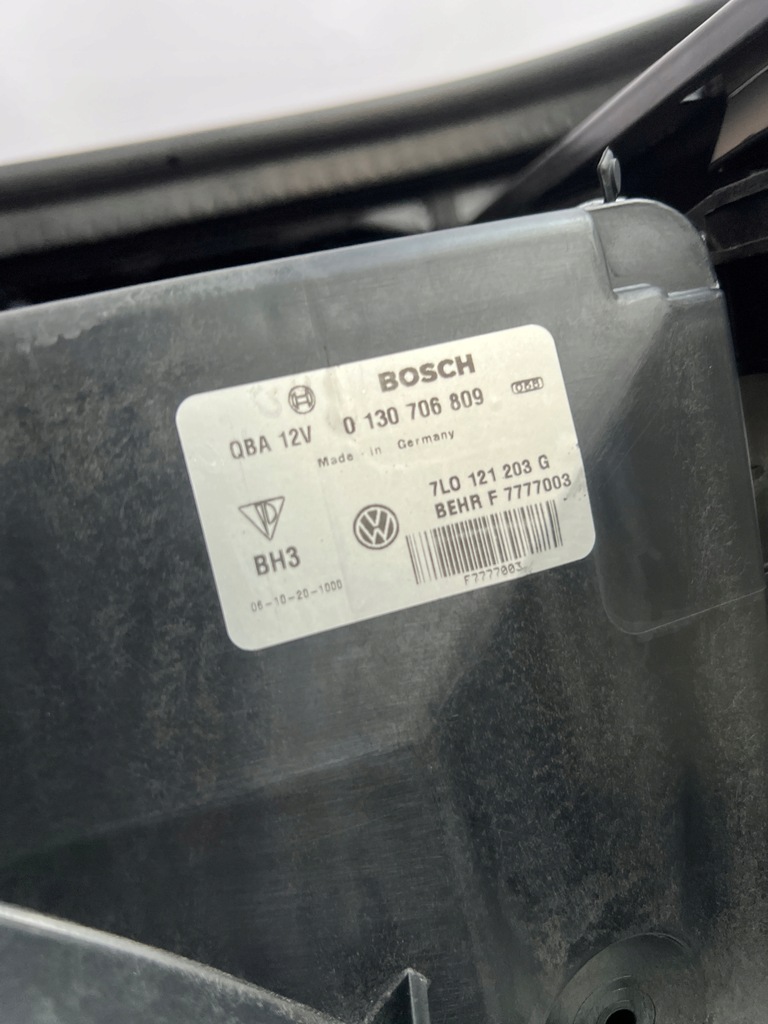 BOSCH
QBA 12V 0 130 706 809
Made - in Germany
7L0 121 203 G
BEHR F 7777003
BH3
06-10-20-1000
F7777003